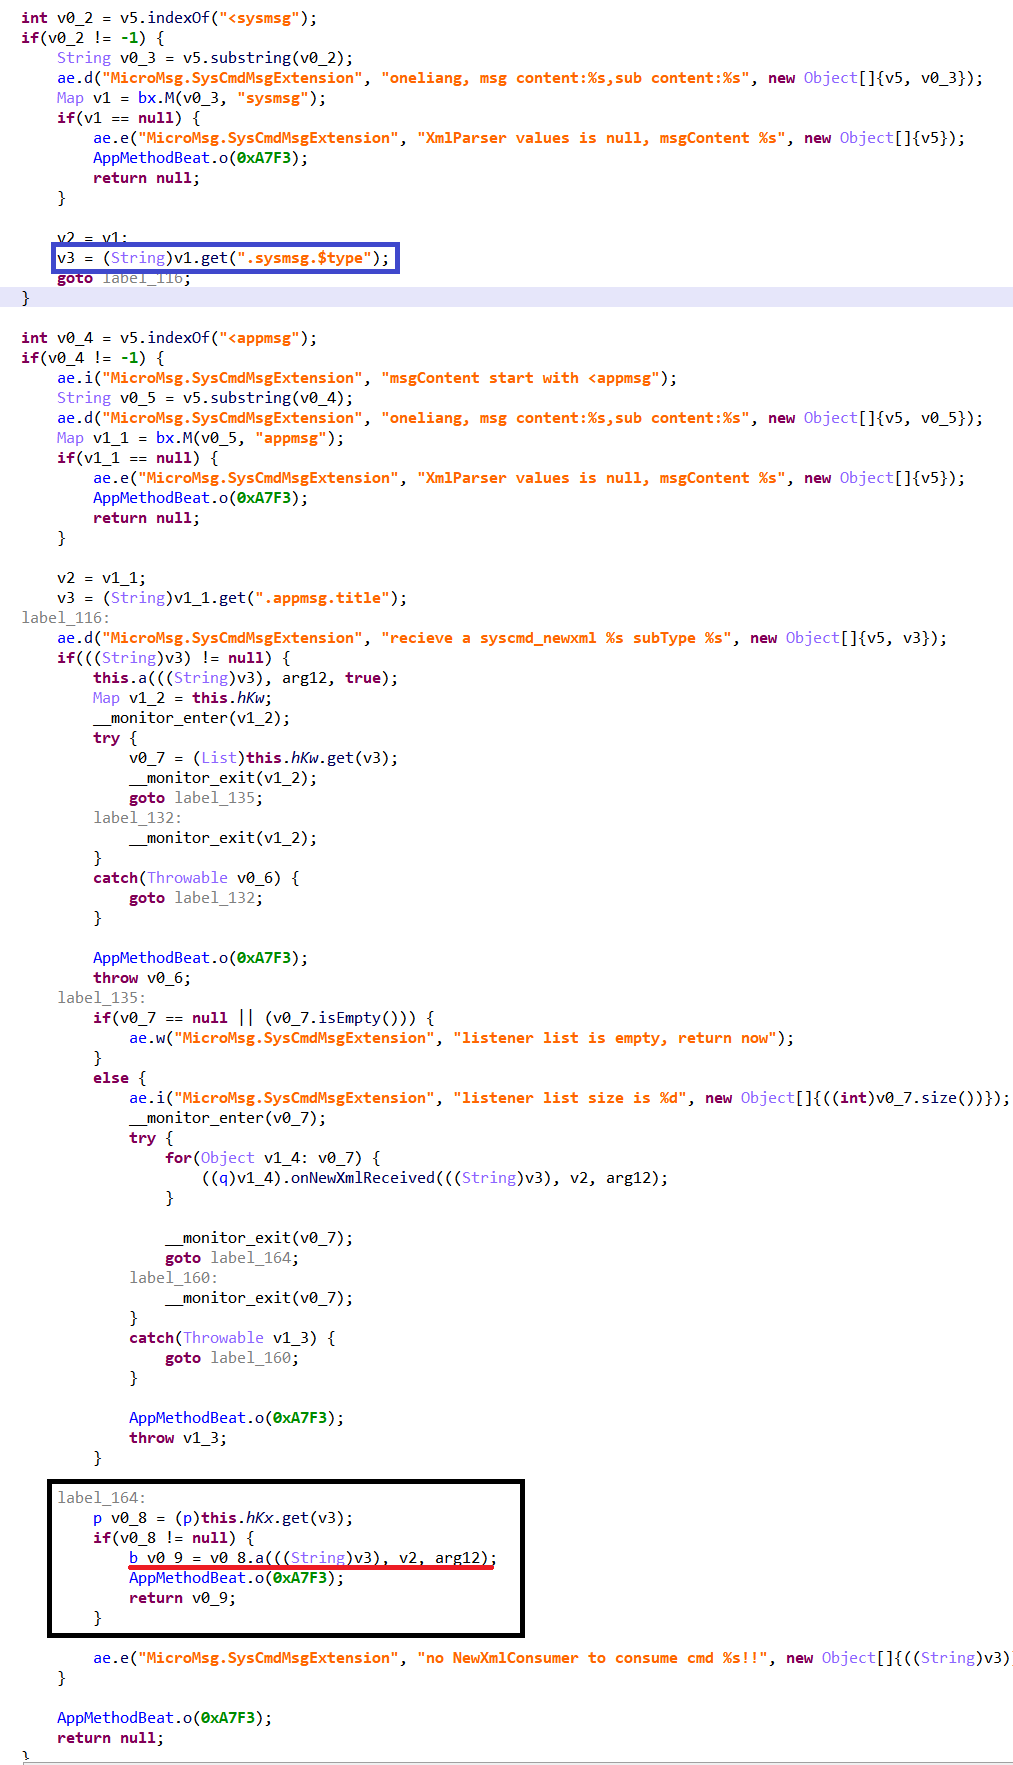 int v0_2 = v5.indexOf("<sysmsg");
if(v0_2 != -1) {
String v0_3 = v5.substring(v0_2);
ae.d("MicroMsg.SysCmdMsgExtension", "oneliang, msg content:%s,sub content:%s", new Object[]{v5, v0_3});
Map v1 = bx.M(v0_3, "sysmsg");
if(v1 == null) {
ae.e("MicroMsg.SysCmdMsgExtension", "XmlParser values is null, msgContent %s", new Object[]{v5});
AppMethodBeat.o(0xA7F3);
return null;
}
v2 = v1;
v3 = (String)v1.get(".sysmsg.$type");
goto label_116;
}
int v0_4 = v5.indexOf("<appmsg");
if(v0_4 != -1) {
ae.i("MicroMsg.SysCmdMsgExtension", "msgContent start with <appmsg");
String v0_5 = v5.substring(v0_4);
ae.d("MicroMsg.SysCmdMsgExtension", "oneliang, msg content:%s,sub content:%s", new Object[]{v5, v0_5});
Map v1_1 = bx.M(v0_5, "appmsg");
if(v1_1 == null) {
ae.e("MicroMsg.SysCmdMsgExtension", "XmlParser values is null, msgContent %s", new Object[]{v5});
AppMethodBeat.o(0xA7F3);
return null;
}
v2 = v1_1;
v3 = (String)v1_1.get(".appmsg.title");
label_116:
ae.d("MicroMsg.SysCmdMsgExtension", "recieve a syscmd_newxml %s subType %s", new Object[]{v5, v3});
if(((String)v3) != null) {
this.a(((String)v3), arg12, true);
Map v1_2 = this.hKw;
__monitor_enter(v1_2);
try {
v0_7 = (List)this.hKw.get(v3);
__monitor_exit(v1_2);
goto label_135;
label_132:
__monitor_exit(v1_2);
}
catch(Throwable v0_6) {
goto label_132;
}
AppMethodBeat.o(0xA7F3);
throw v0_6;
label_135:
if(v0_7 == null || (v0_7.isEmpty())) {
ae.w("MicroMsg.SysCmdMsgExtension", "listener list is empty, return now");
}
else {
ae.i("MicroMsg.SysCmdMsgExtension", "listener list size is %d", new Object[]{((int)v0_7.size())});
__monitor_enter(v0_7);
try {
for(Object v1_4: v0_7) {
((q)v1_4).onNewXmlReceived(((String)v3), v2, arg12);
}
__monitor_exit(v0_7);
goto label_164;
label_160:
__monitor_exit(v0_7);
}
catch(Throwable v1_3) {
goto label_160;
}
AppMethodBeat.o(0xA7F3);
throw v1_3;
}
label_164:
p v0_8 = (p)this.hKx.get(v3);
if(v0_8 != null) {
b v0_9 = v0_8.a(((String)v3), v2, arg12);
AppMethodBeat.o(0xA7F3);
return v0_9;
}
ae.e("MicroMsg.SysCmdMsgExtension", "no NewXmlConsumer to consume cmd %s!!", new Object[]{((String)v3)
}
AppMethodBeat.o(0xA7F3);
return null;
}